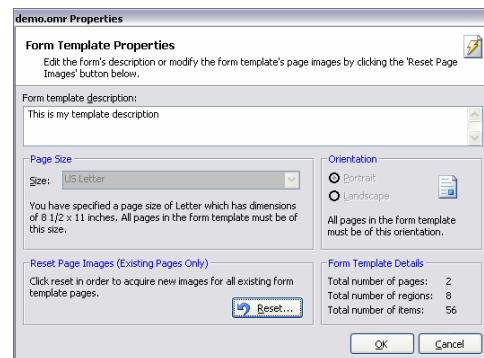 demo.omr Properties
Form Template Properties
Edit the form's description or modify the form template's page
images by clicking the 'Reset Page
Images' button below.
Form template description:
This is my template description
Page Size
Size: US Letter
You have specified a page size of Letter which has dimensions
of 8 1/2 x 11 inches. All pages in the form template must be of
this size.
Orientation
Portrait
Landscape
All pages in the form template
must be of this orientation.
Reset Page Images (Existing Pages Only)
Click reset in order to acquire new images for all existing form
template pages.
Reset...
Form Template Details
Total number of pages: 2
Total number of regions: 8
Total number of items: 56
OK Cancel